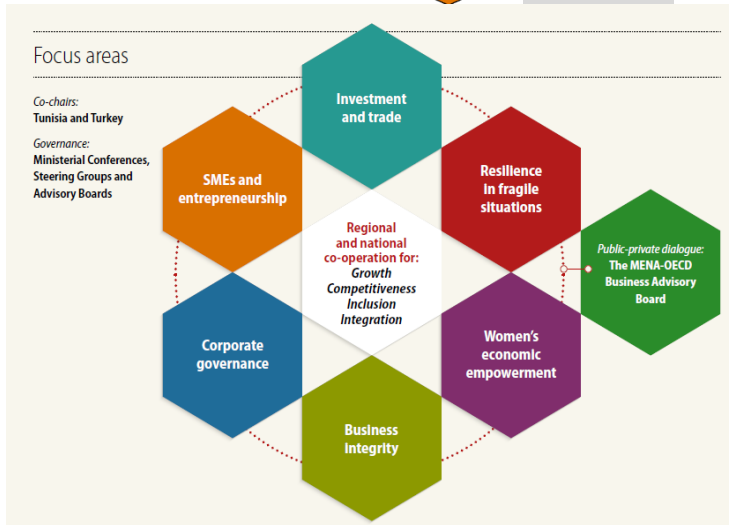 Focus areas
Co-chairs:
Tunisia and Turkey
Governance:
Ministerial Conferences,
Steering Groups and
Advisory Boards
Investment
and trade
SMEs and
entrepreneurship
Resilience
in fragile
situations
Regional
and national
co-operation for:
Growth
Competitiveness
Inclusion
Integration
Public-private dialogue:
The MENA-OECD
Business Advisory
Board
Corporate
governance
Women's
economic
empowerment
Business
integrity